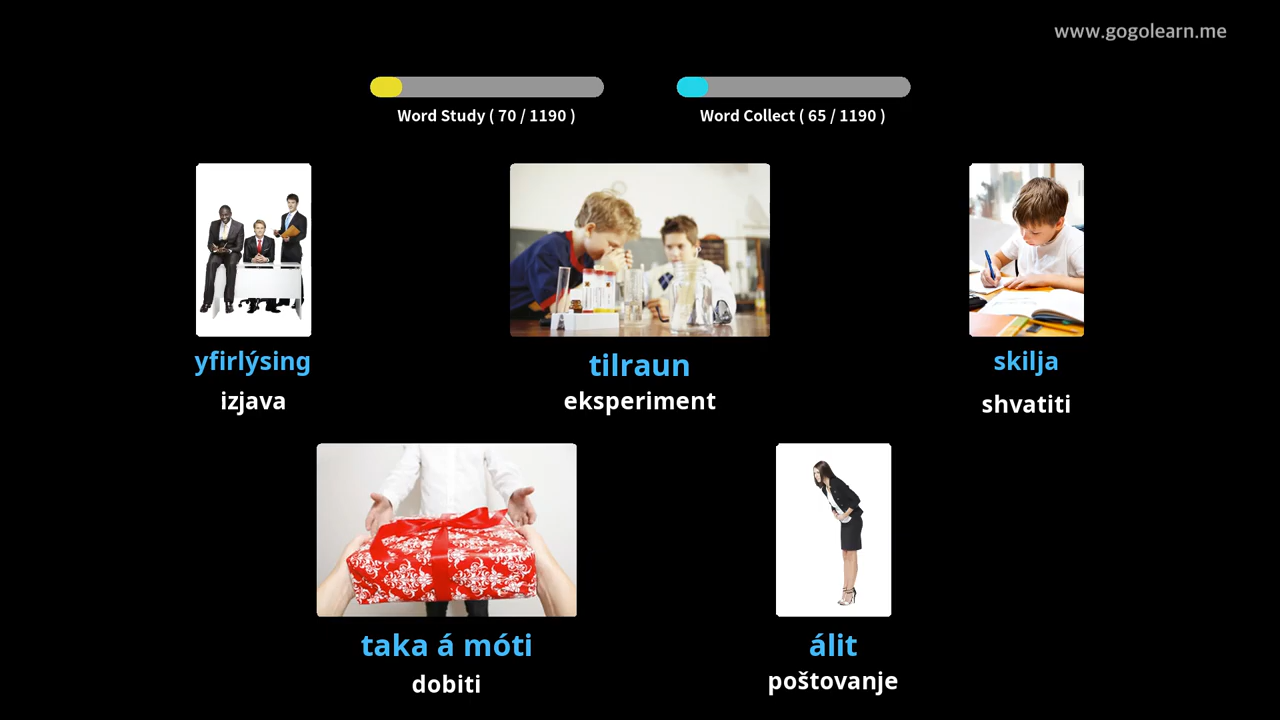 www.gogolearn.me
Word Study ( 70 / 1190 )
Word Collect ( 65 / 1190 )
yfirlýsing
izjava
tilraun
eksperiment
skilja
shvatiti
taka á móti
dobiti
álit
poštovanje